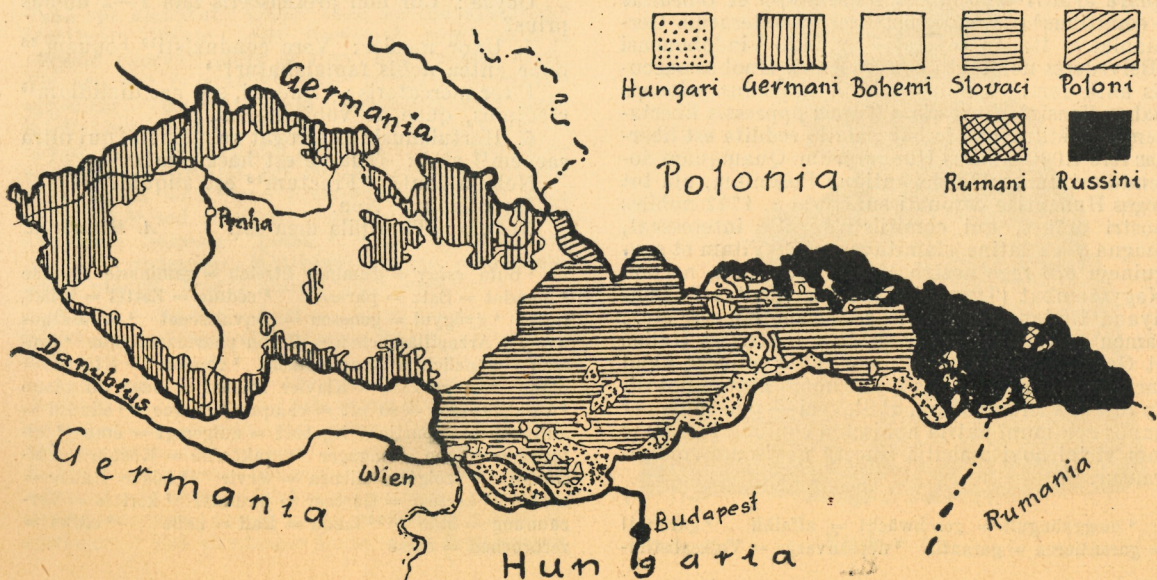 Hungari Germani Bohemi Slovaci Poloni
Rumani Russini
Germania
Polonia
Praha
Danubius
Germania
Wien
Budapest
Hungaria
Rumania